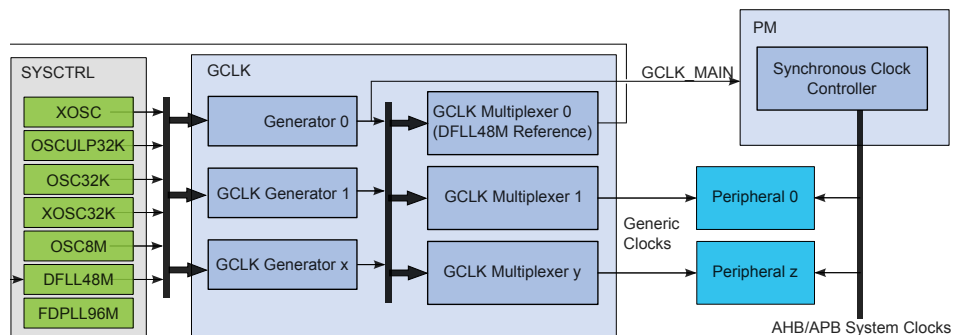 PM
SYSCTRL
GCLK
GCLK_MAIN
Synchronous Clock
Controller
XOSC
Generator 0
GCLK Multiplexer 0
(DFLL48M Reference)
OSCULP32K
OSC32K
GCLK Generator 1
GCLK Multiplexer 1
Peripheral 0
XOSC32K
Generic
Clocks
OSC8M
GCLK Generator x
GCLK Multiplexer y
Peripheral z
DFLL48M
FDPLL96M
AHB/APB System Clocks